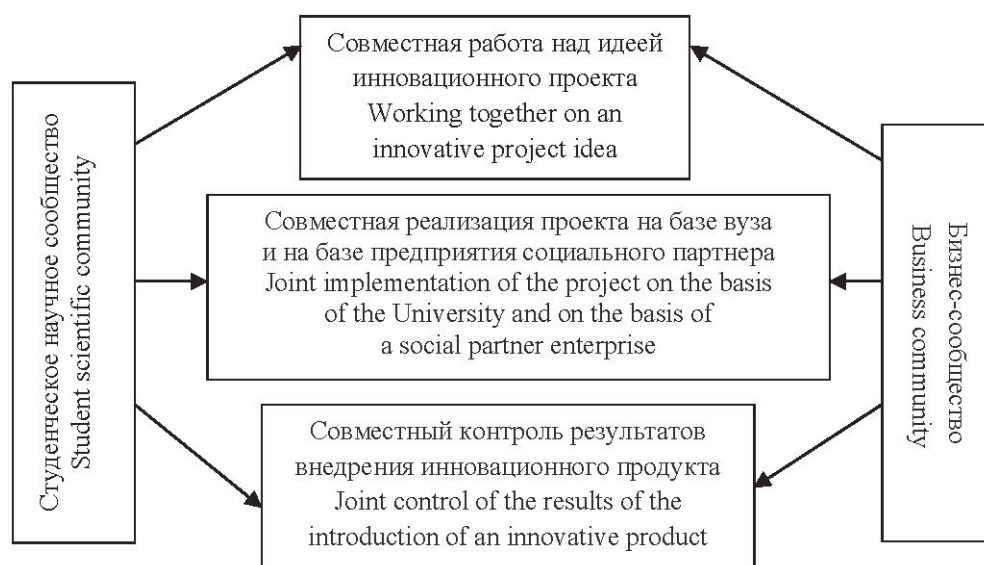 Студенческое научное сообщество
Student scientific community
Совместная работа над идеей
инновационного проекта
Working together on an
innovative project idea
Совместная реализация проекта на базе вуза
и на базе предприятия социального партнера
Joint implementation of the project on the basis
of the University and on the basis of
a social partner enterprise
Совместный контроль результатов
внедрения инновационного продукта
Joint control of the results of the
introduction of an innovative product
Бизнес-сообщество
Business community